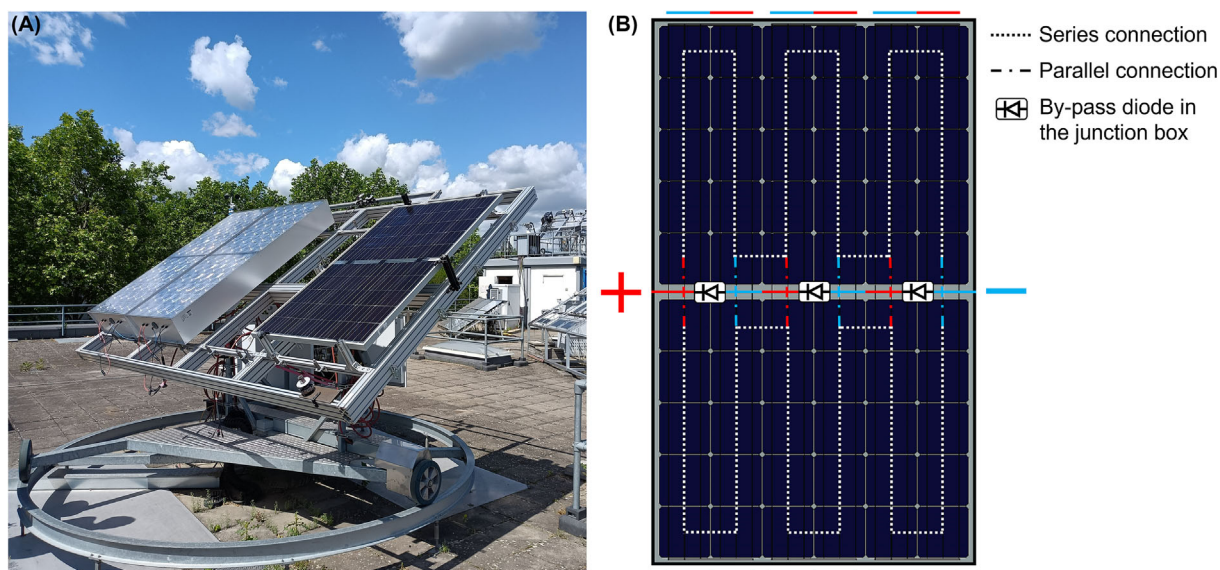 (A)
(B)
Series connection
Parallel connection
By-pass diode in
the junction box
+
−